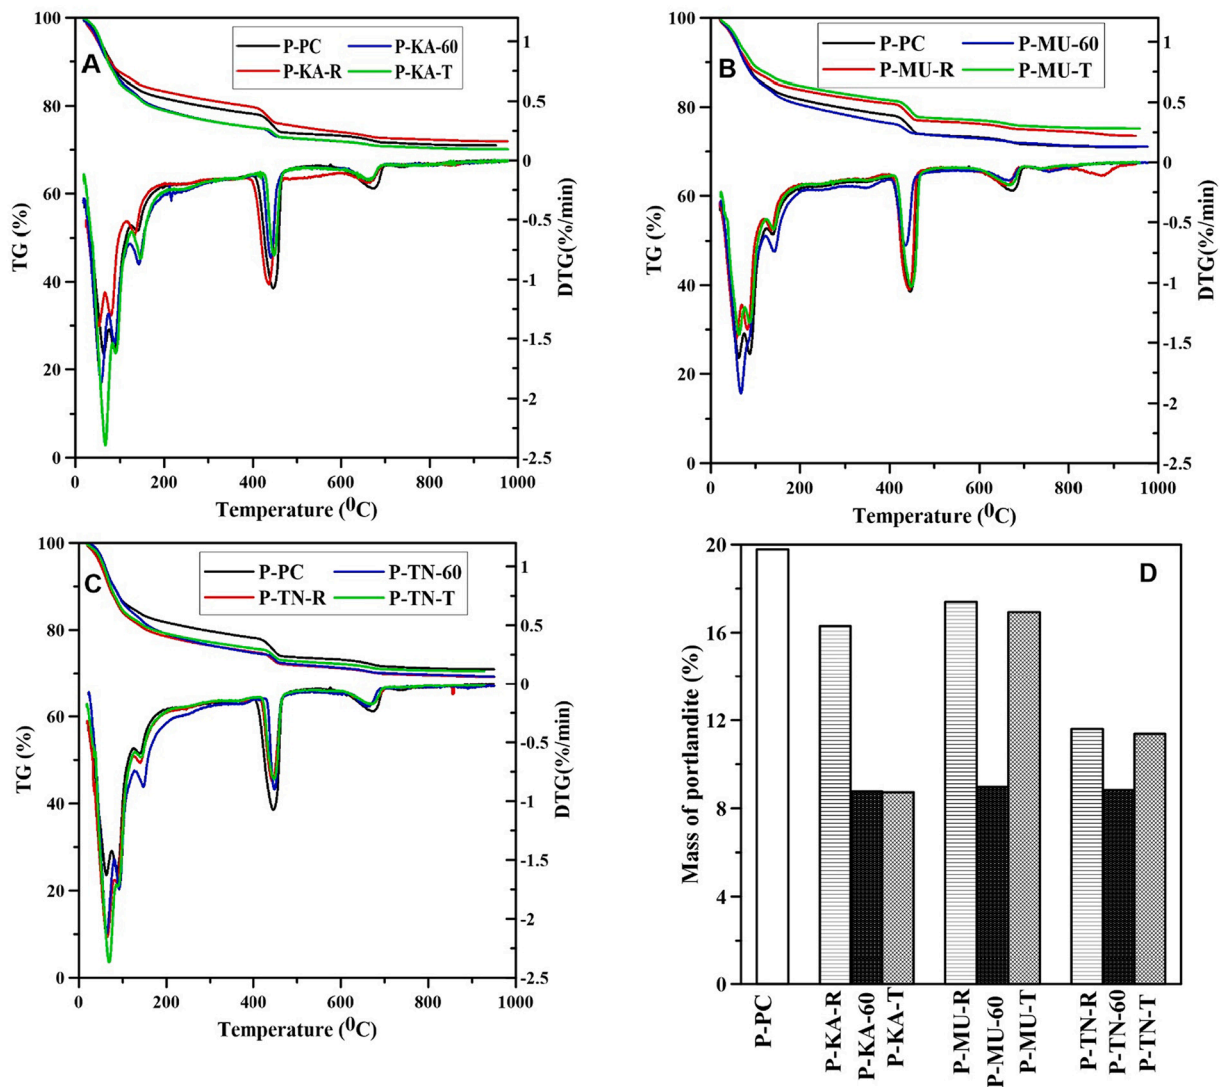 A
P-PC
P-KA-60
P-KA-R
P-KA-T
100
80
60
40
20
0
TG (%)
1
0.5
0
-0.5
-1
-1.5
-2
-2.5
DTG(%/min)
0
200
400
600
800
1000
Temperature (⁰C)
B
P-PC
P-MU-60
P-MU-R
P-MU-T
100
80
60
40
20
0
TG (%)
1
0.5
0
-0.5
-1
-1.5
-2
-2.5
DTG(%/min)
0
200
400
600
800
1000
Temperature (⁰C)
C
P-PC
P-TN-60
P-TN-R
P-TN-T
100
80
60
40
20
0
TG (%)
1
0.5
0
-0.5
-1
-1.5
-2
-2.5
DTG(%/min)
0
200
400
600
800
1000
Temperature (⁰C)
D
20
16
12
8
4
0
Mass of portlandite (%)
P-PC
P-KA-R
P-KA-60
P-KA-T
P-MU-R
P-MU-60
P-MU-T
P-TN-R
P-TN-60
P-TN-T